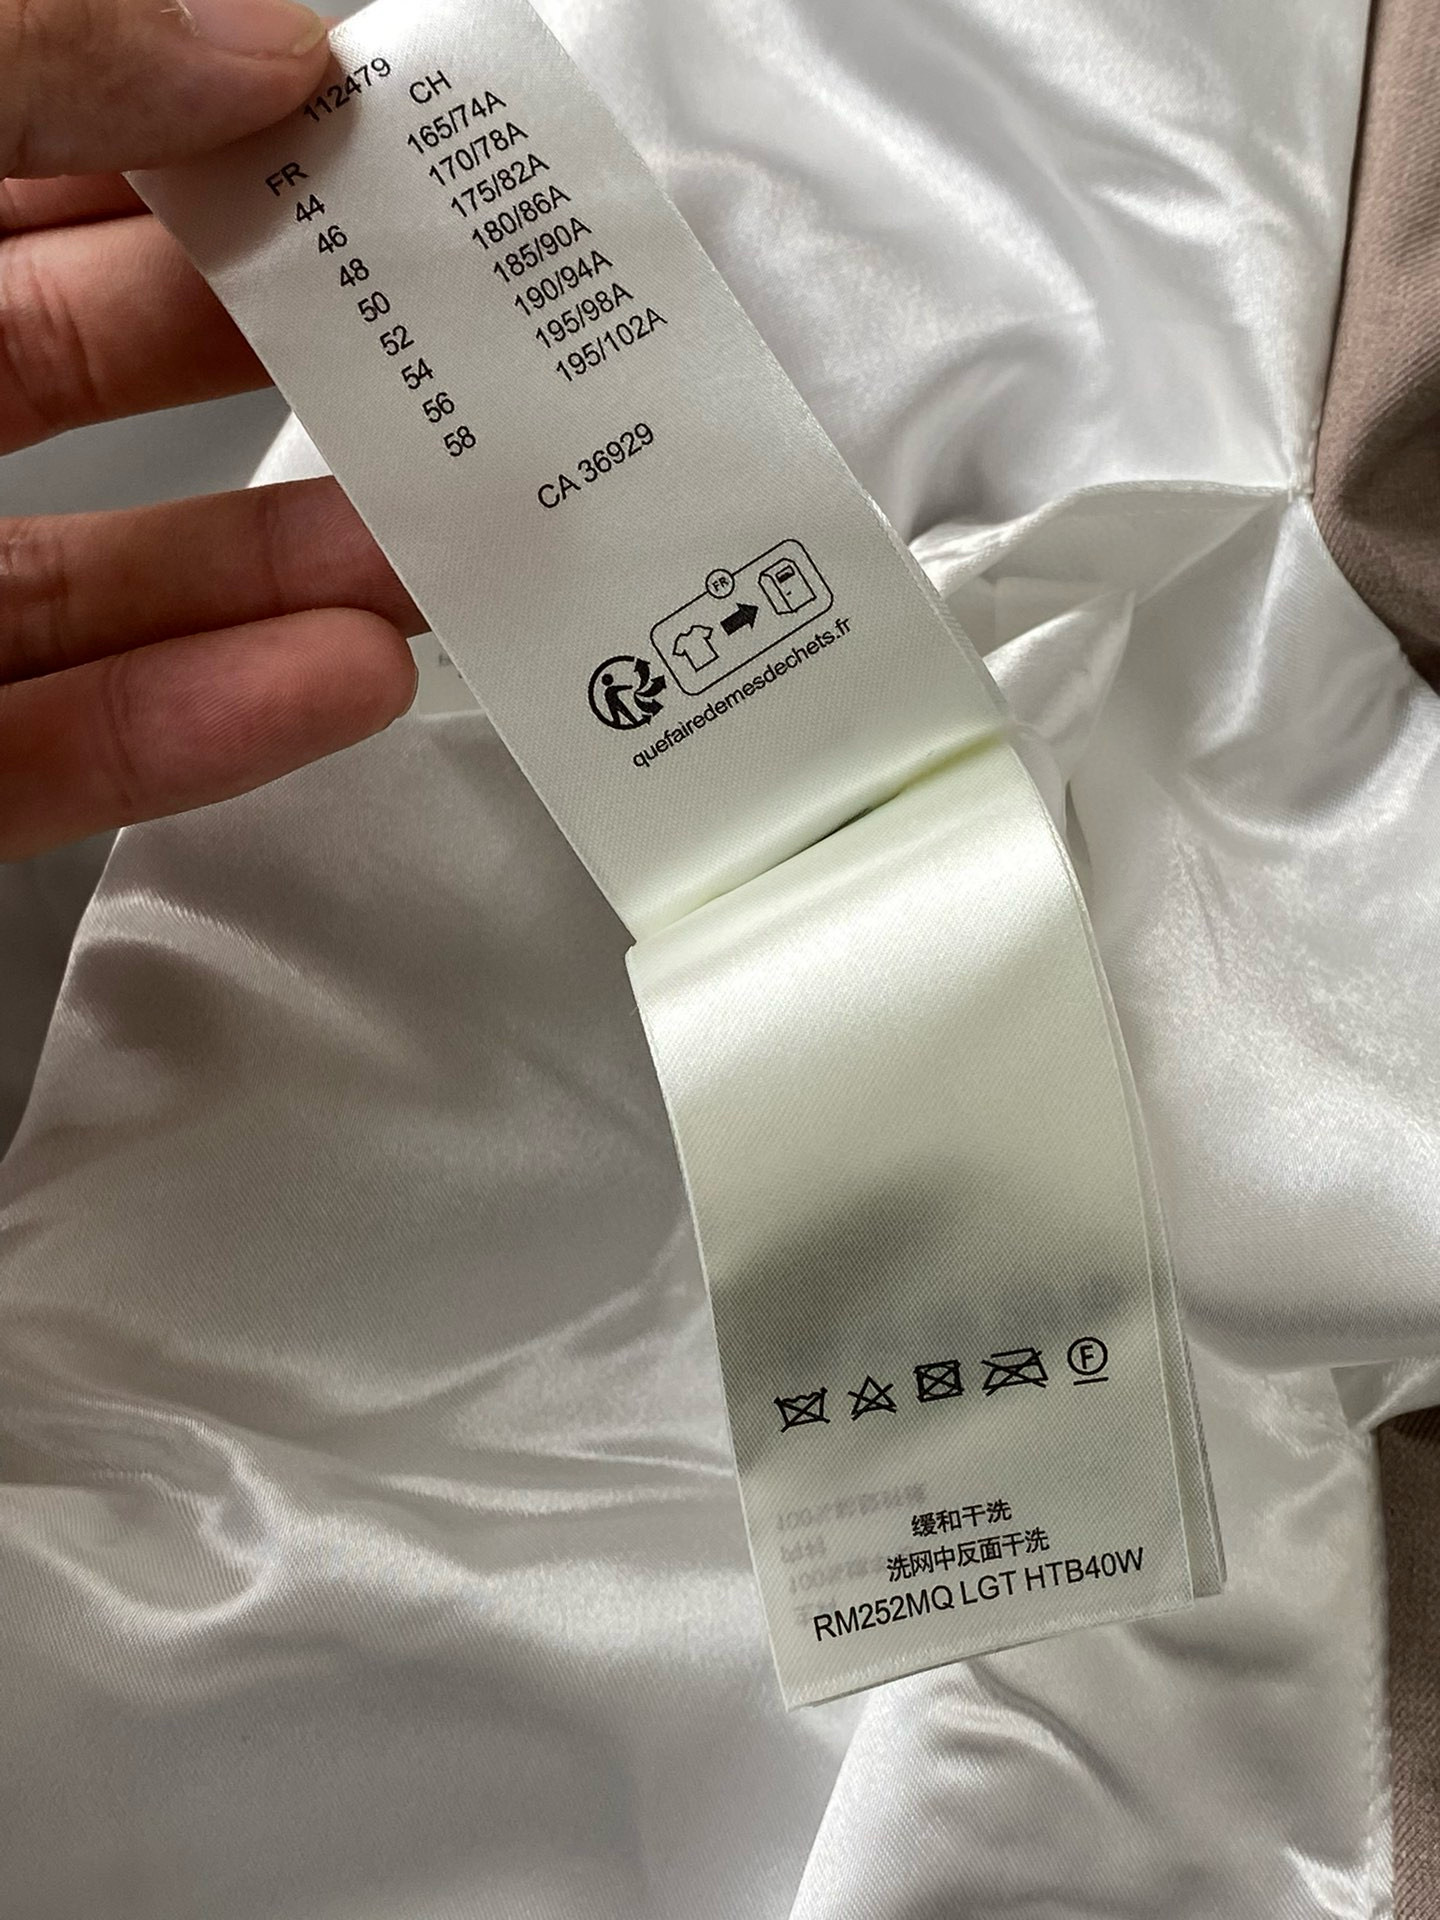 112479
FR CH
44 165/74A
46 170/78A
48 175/82A
50 180/86A
52 185/90A
54 190/94A
56 195/98A
58 195/102A
CA 36929
FR
quefairedemesdechets.fr
F
缓和干洗
洗网中反面干洗
RM252MQ LGT HTB40W